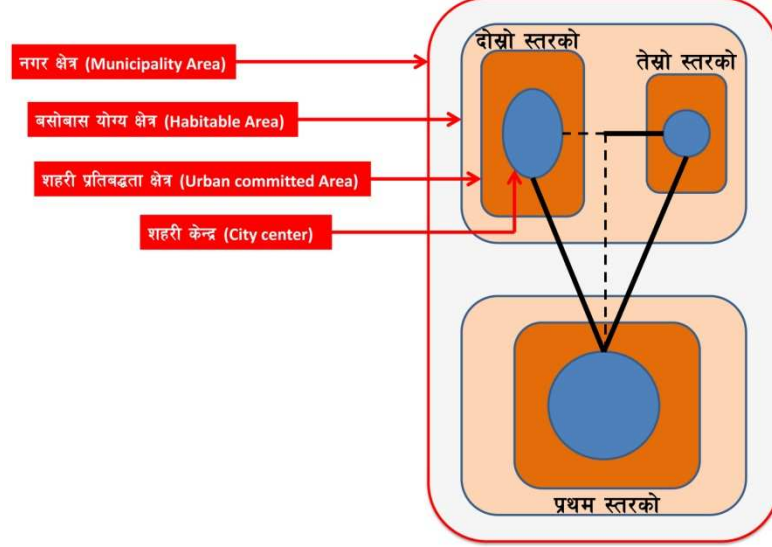 दोस्रो स्तरको
तेस्रो स्तरको
नगर क्षेत्र (Municipality Area)
बसोबास योग्य क्षेत्र (Habitable Area)
शहरी प्रतिबद्धता क्षेत्र (Urban committed Area)
शहरी केन्द्र (City center)
प्रथम स्तरको